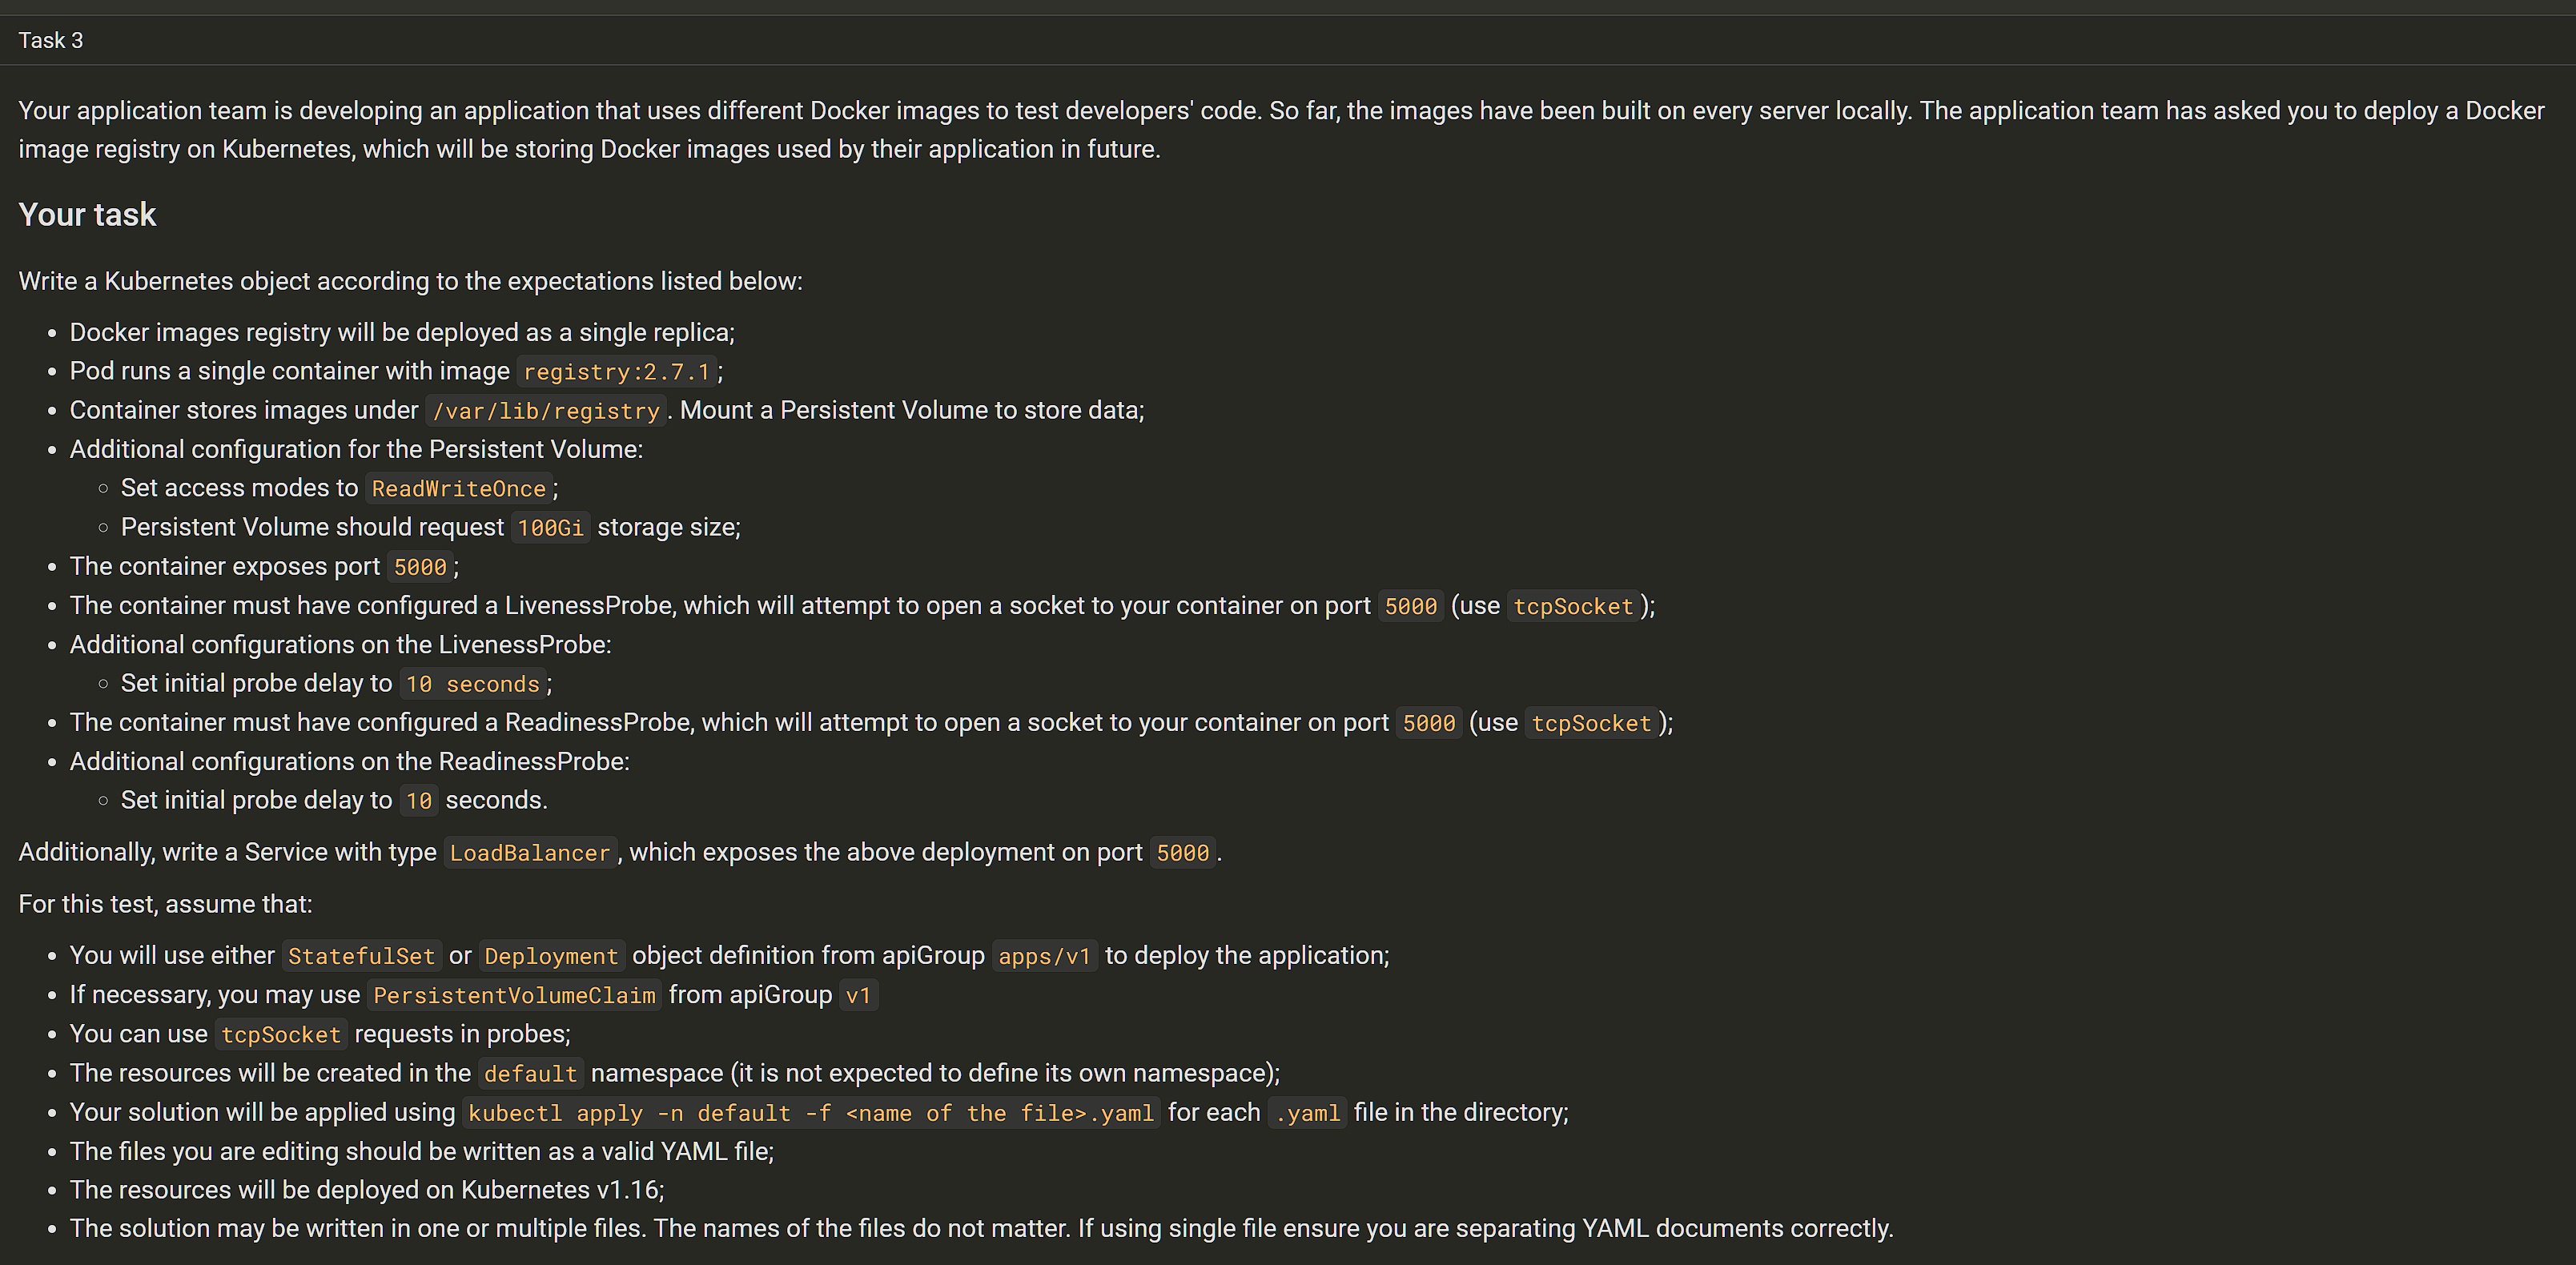 Task 3
Your application team is developing an application that uses different Docker images to test developers' code. So far, the images have been built on every server locally. The application team has asked you to deploy a Docker
image registry on Kubernetes, which will be storing Docker images used by their application in future.
Your task
Write a Kubernetes object according to the expectations listed below:
• Docker images registry will be deployed as a single replica;
• Pod runs a single container with image registry:2.7.1;
• Container stores images under /var/lib/registry. Mount a Persistent Volume to store data;
• Additional configuration for the Persistent Volume:
◦ Set access modes to ReadWriteOnce;
◦ Persistent Volume should request 100Gi storage size;
• The container exposes port 5000;
• The container must have configured a LivenessProbe, which will attempt to open a socket to your container on port 5000 (use tcpSocket);
• Additional configurations on the LivenessProbe:
◦ Set initial probe delay to 10 seconds;
• The container must have configured a ReadinessProbe, which will attempt to open a socket to your container on port 5000 (use tcpSocket);
• Additional configurations on the ReadinessProbe:
◦ Set initial probe delay to 10 seconds.
Additionally, write a Service with type LoadBalancer, which exposes the above deployment on port 5000.
For this test, assume that:
• You will use either StatefulSet or Deployment object definition from apiGroup apps/v1 to deploy the application;
• If necessary, you may use PersistentVolumeClaim from apiGroup v1
• You can use tcpSocket requests in probes;
• The resources will be created in the default namespace (it is not expected to define its own namespace);
• Your solution will be applied using kubectl apply -n default -f <name of the file>.yaml for each .yaml file in the directory;
• The files you are editing should be written as a valid YAML file;
• The resources will be deployed on Kubernetes v1.16;
• The solution may be written in one or multiple files. The names of the files do not matter. If using single file ensure you are separating YAML documents correctly.